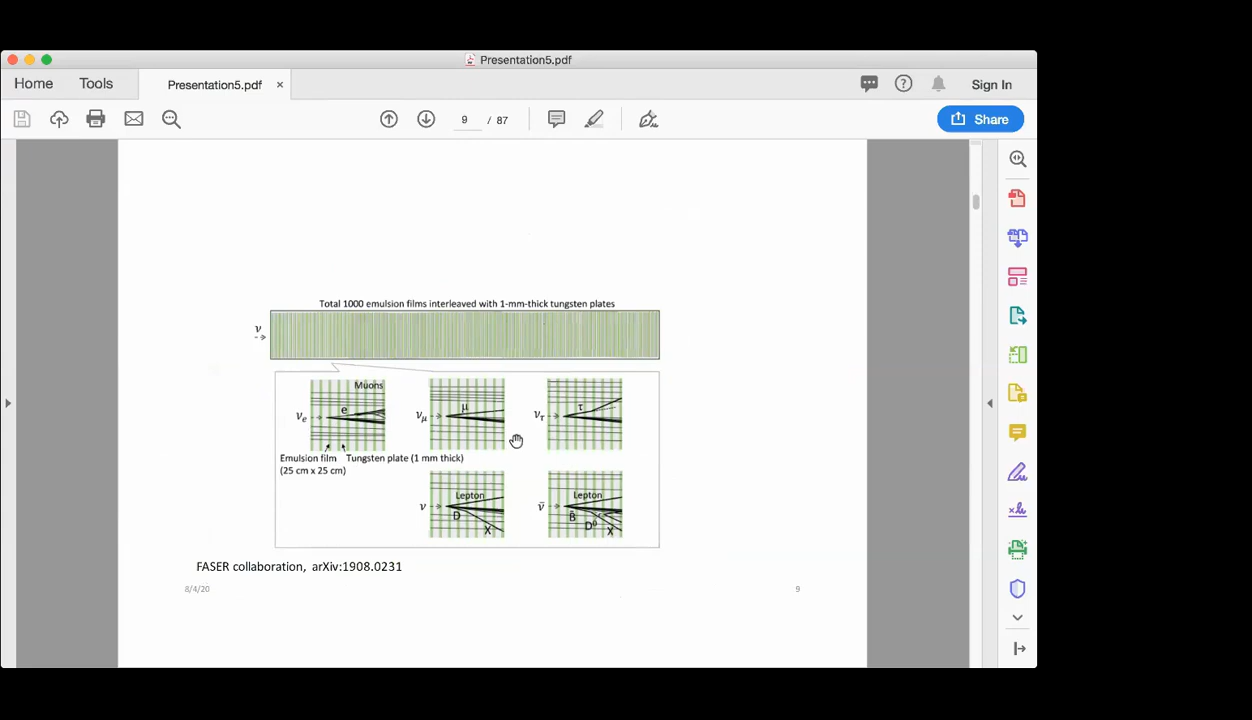 Presentation5.pdf
Home Tools Presentation5.pdf × Sign In
9 / 87 Share
Total 1000 emulsion films interleaved with 1-mm-thick tungsten plates
ν
Muons
νe e νμ μ ντ τ
Emulsion film Tungsten plate (1 mm thick)
(25 cm x 25 cm)
Lepton Lepton
ν D X ν̄ B̄ D⁰ X
FASER collaboration, arXiv:1908.0231
8/4/20 9